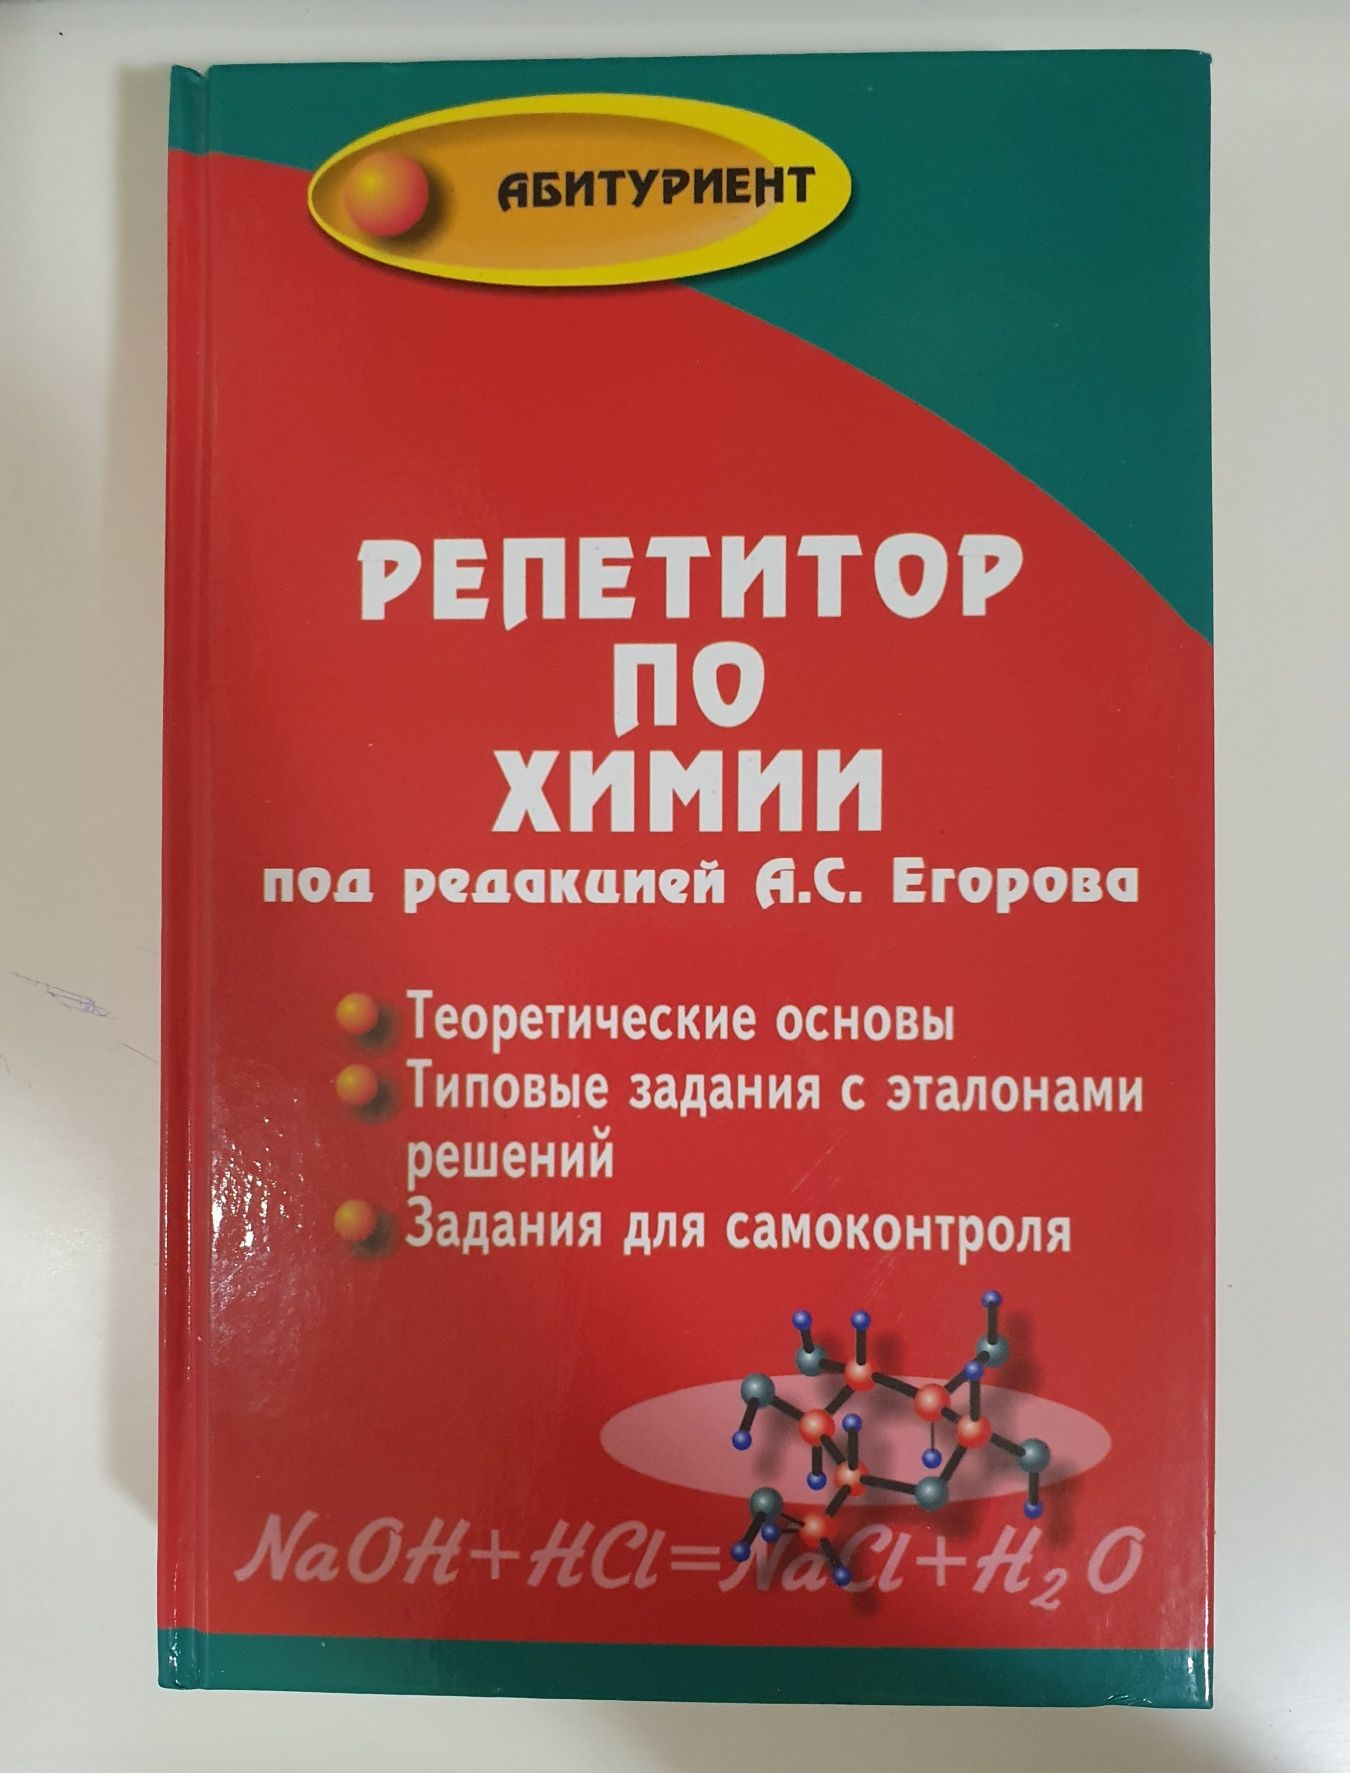 АБИТУРИЕНТ
РЕПЕТИТОР
ПО
ХИМИИ
под редакцией А.С. Егорова
Теоретические основы
Типовые задания с эталонами
решений
Задания для самоконтроля
NaOH+HCl=NaCl+H₂O